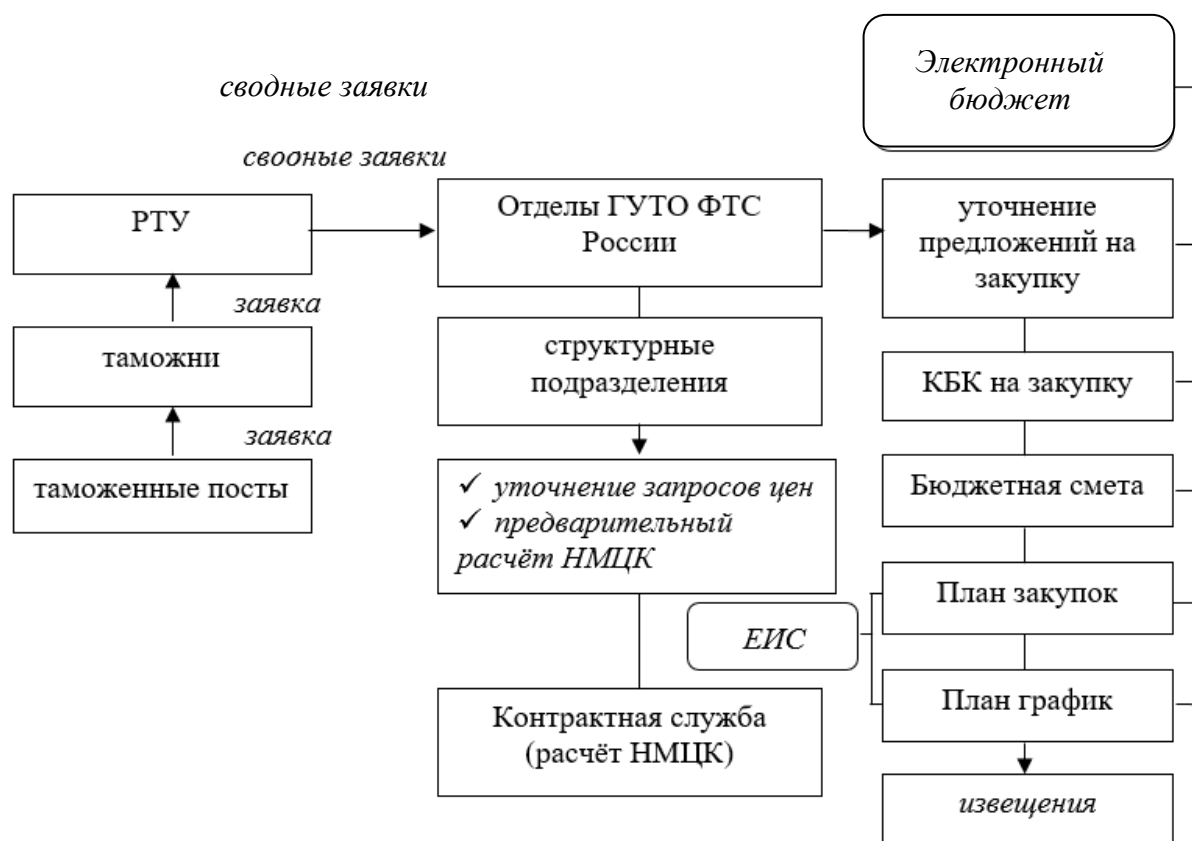 сводные заявки
Электронный
бюджет
сводные заявки
РТУ
Отделы ГУТО ФТС
России
уточнение
предложений на
закупку
заявка
таможни
структурные
подразделения
КБК на закупку
заявка
таможенные посты
✓ уточнение запросов цен
✓ предварительный
расчёт НМЦК
Бюджетная смета
План закупок
ЕИС
Контрактная служба
(расчёт НМЦК)
План график
извещения